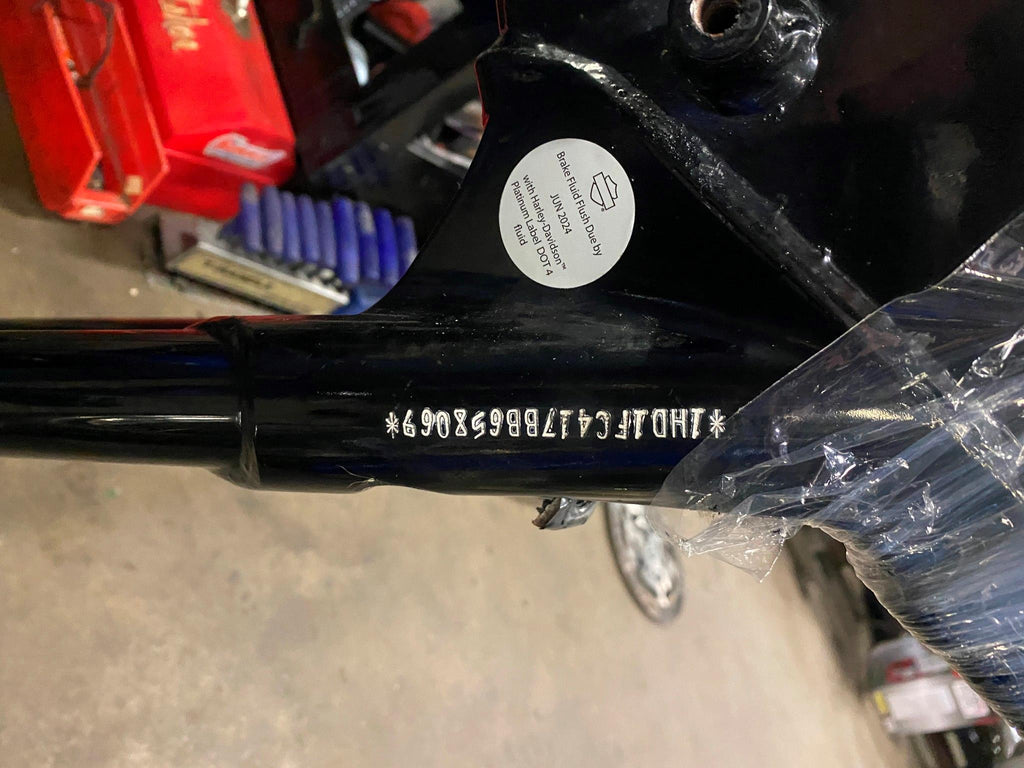 Brake Fluid Flush Due by
JUN 2024
with Harley-Davidson™
Platinum Label DOT 4
fluid
*1HD1FC417BB658069*